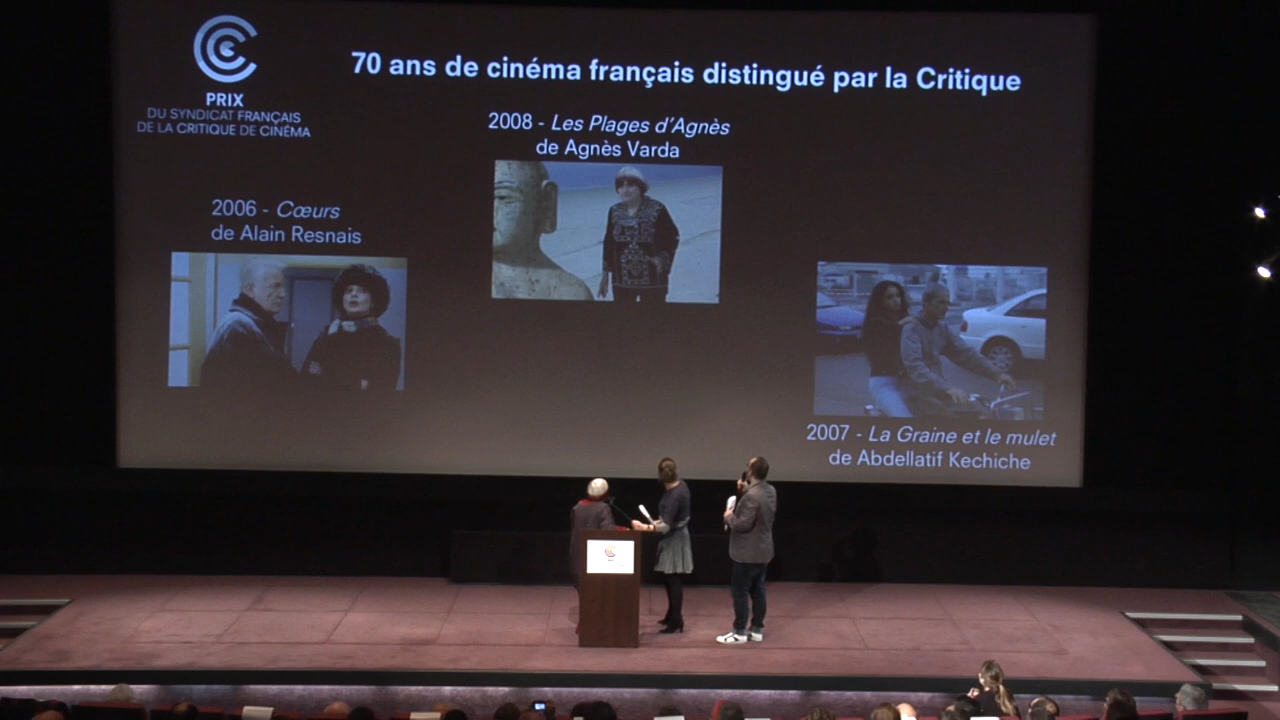 PRIX
DU SYNDICAT FRANÇAIS
DE LA CRITIQUE DE CINÉMA
70 ans de cinéma français distingué par la Critique
2008 - Les Plages d'Agnès
de Agnès Varda
2006 - Cœurs
de Alain Resnais
2007 - La Graine et le mulet
de Abdellatif Kechiche